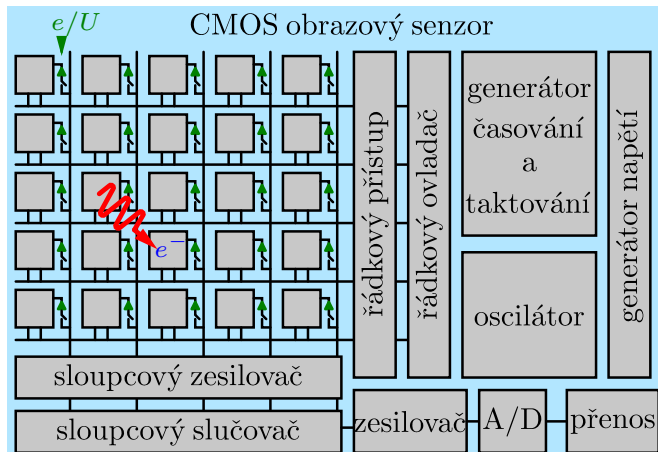 CMOS obrazový senzor
e/U
e⁻
řádkový přístup
řádkový ovladač
generátor
časování
a
taktování
oscilátor
generátor napětí
sloupcový zesilovač
sloupcový slučovač
zesilovač
A/D
přenos